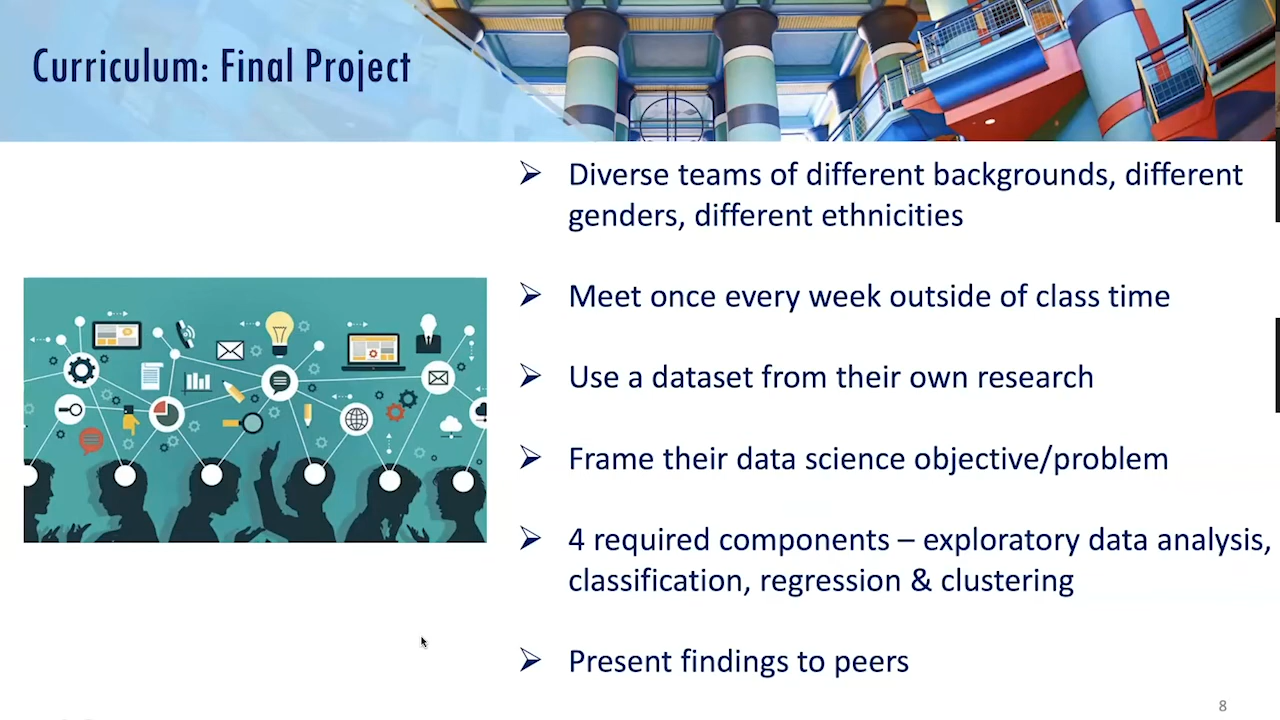 Curriculum: Final Project
Diverse teams of different backgrounds, different
genders, different ethnicities
Meet once every week outside of class time
Use a dataset from their own research
Frame their data science objective/problem
4 required components – exploratory data analysis,
classification, regression & clustering
Present findings to peers
8